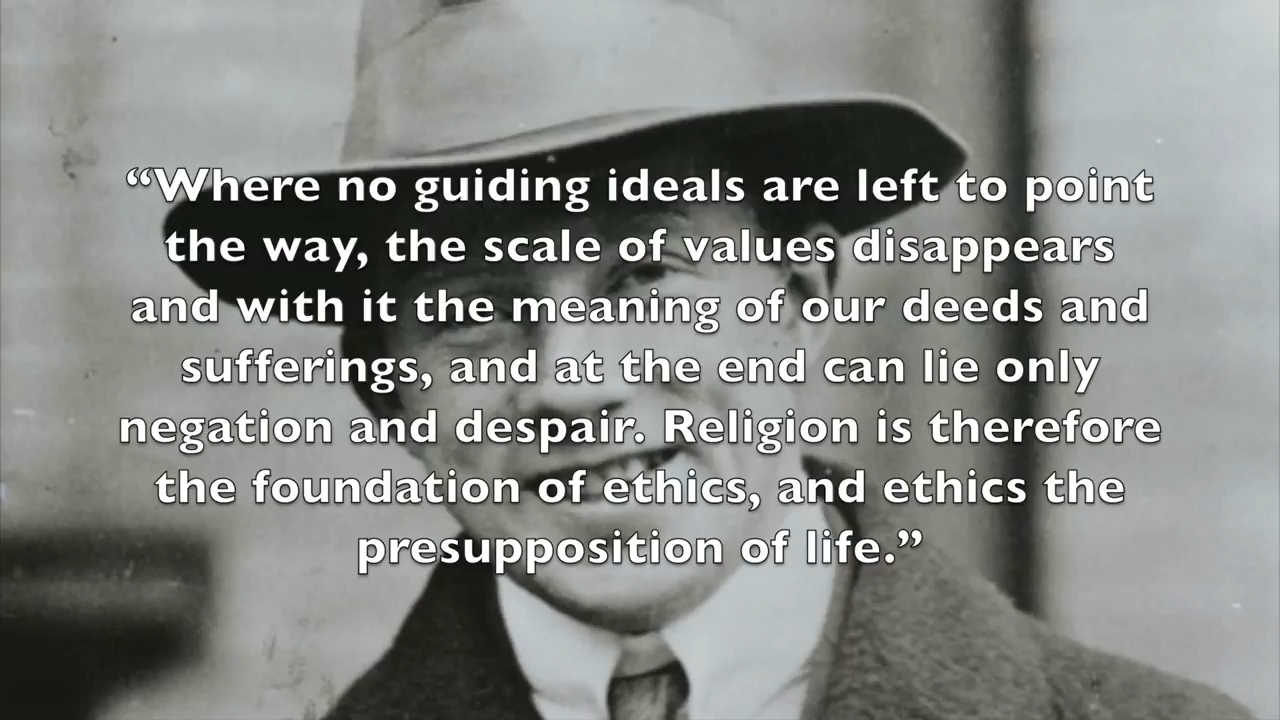 “Where no guiding ideals are left to point
the way, the scale of values disappears
and with it the meaning of our deeds and
sufferings, and at the end can lie only
negation and despair. Religion is therefore
the foundation of ethics, and ethics the
presupposition of life.”